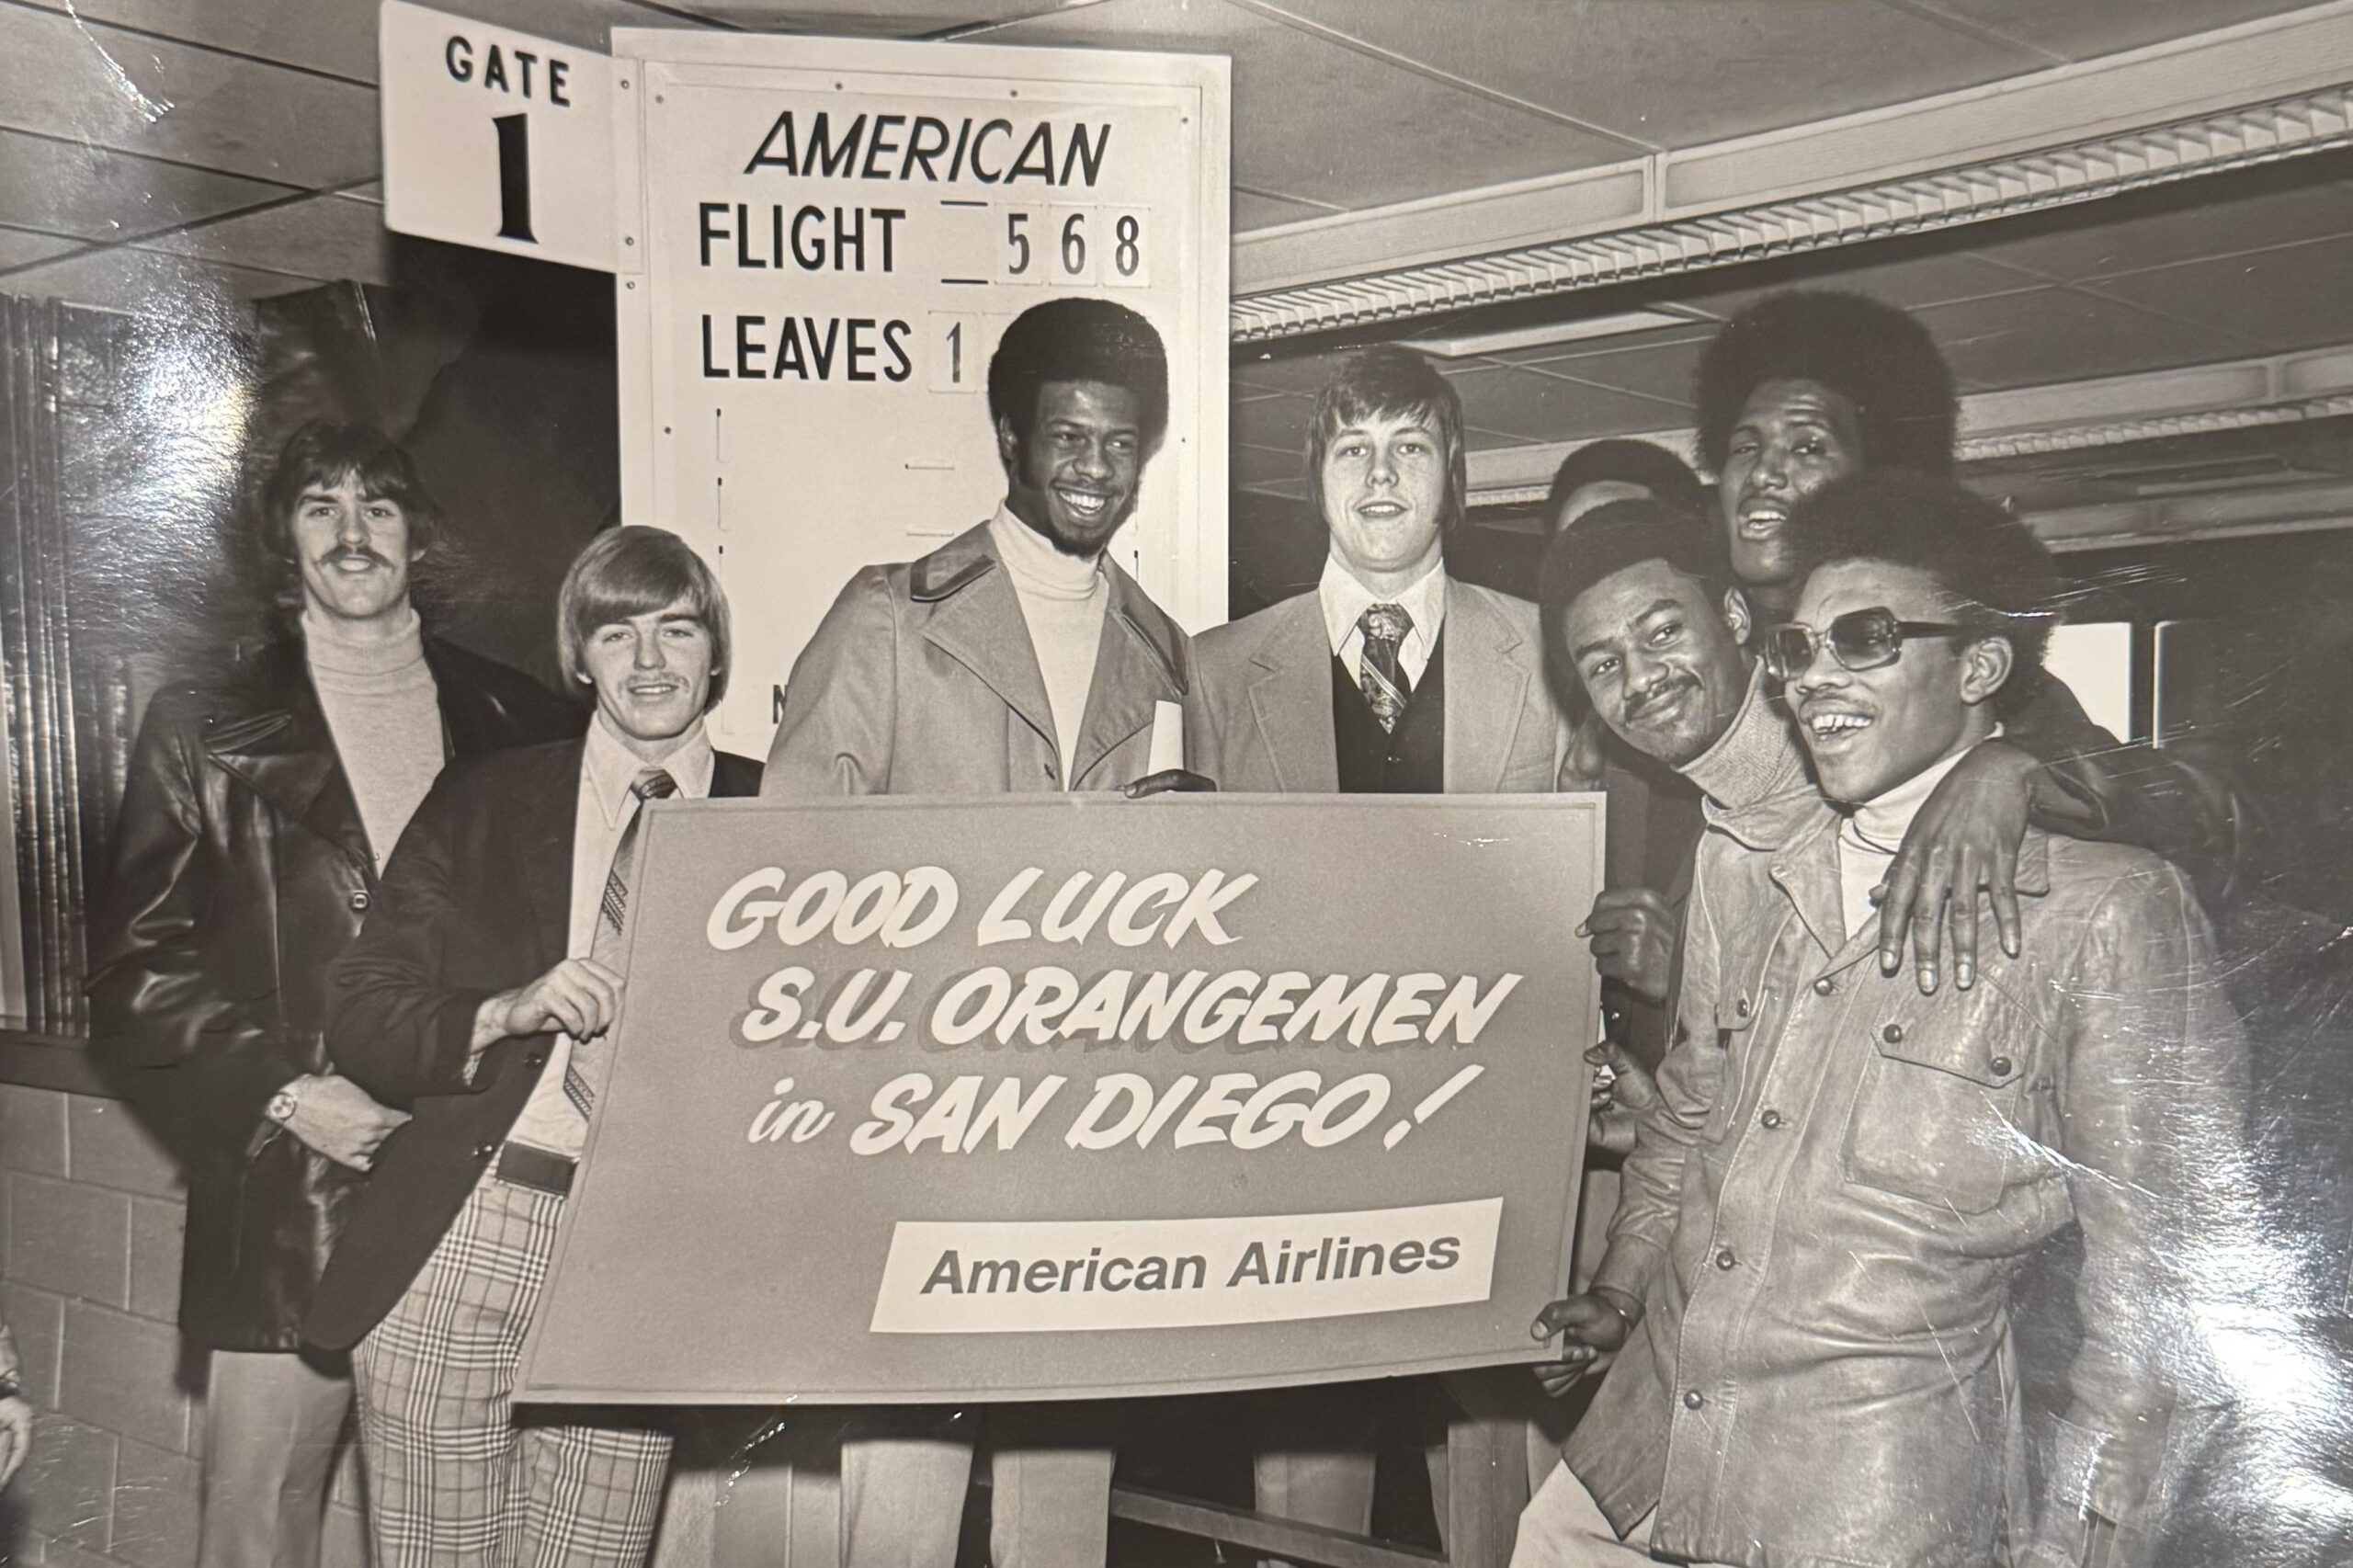 GATE
1
AMERICAN
FLIGHT 568
LEAVES 1
GOOD LUCK
S.U. ORANGEMEN
in SAN DIEGO!
American Airlines